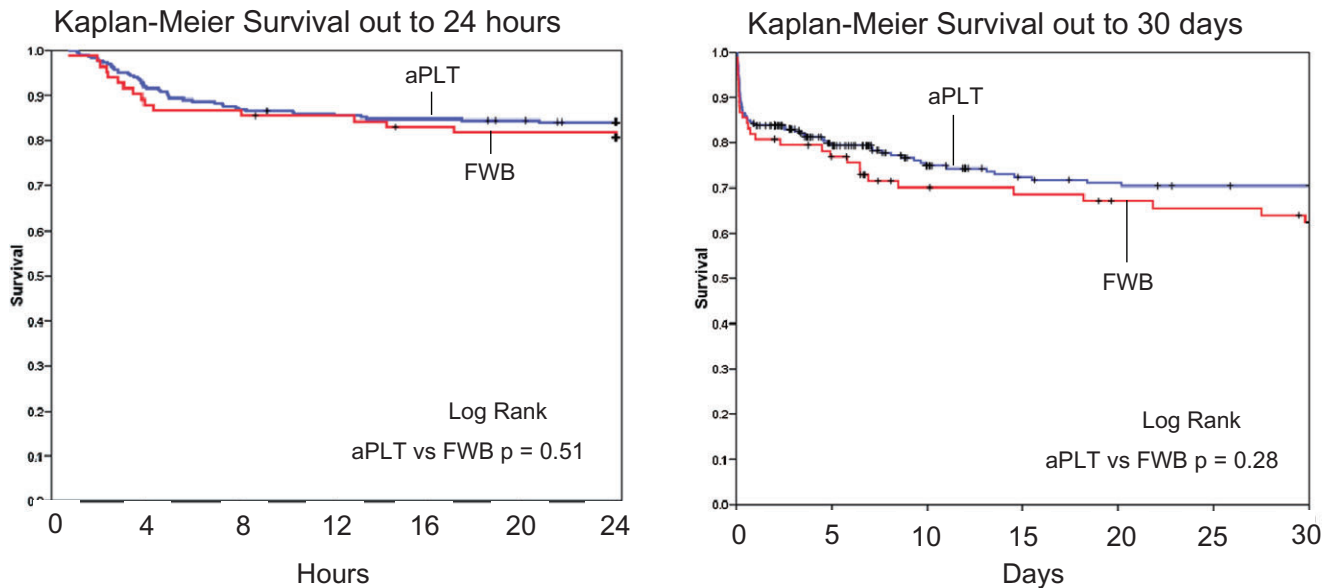 Kaplan-Meier Survival out to 24 hours
1.0
0.9
0.8
0.7
0.6
0.5
0.4
0.3
0.2
0.1
Survival
aPLT
FWB
Log Rank
aPLT vs FWB p = 0.51
0 4 8 12 16 20 24
Hours
Kaplan-Meier Survival out to 30 days
1.0
0.9
0.8
0.7
0.6
0.5
0.4
0.3
0.2
0.1
0.0
Survival
aPLT
FWB
Log Rank
aPLT vs FWB p = 0.28
0 5 10 15 20 25 30
Days